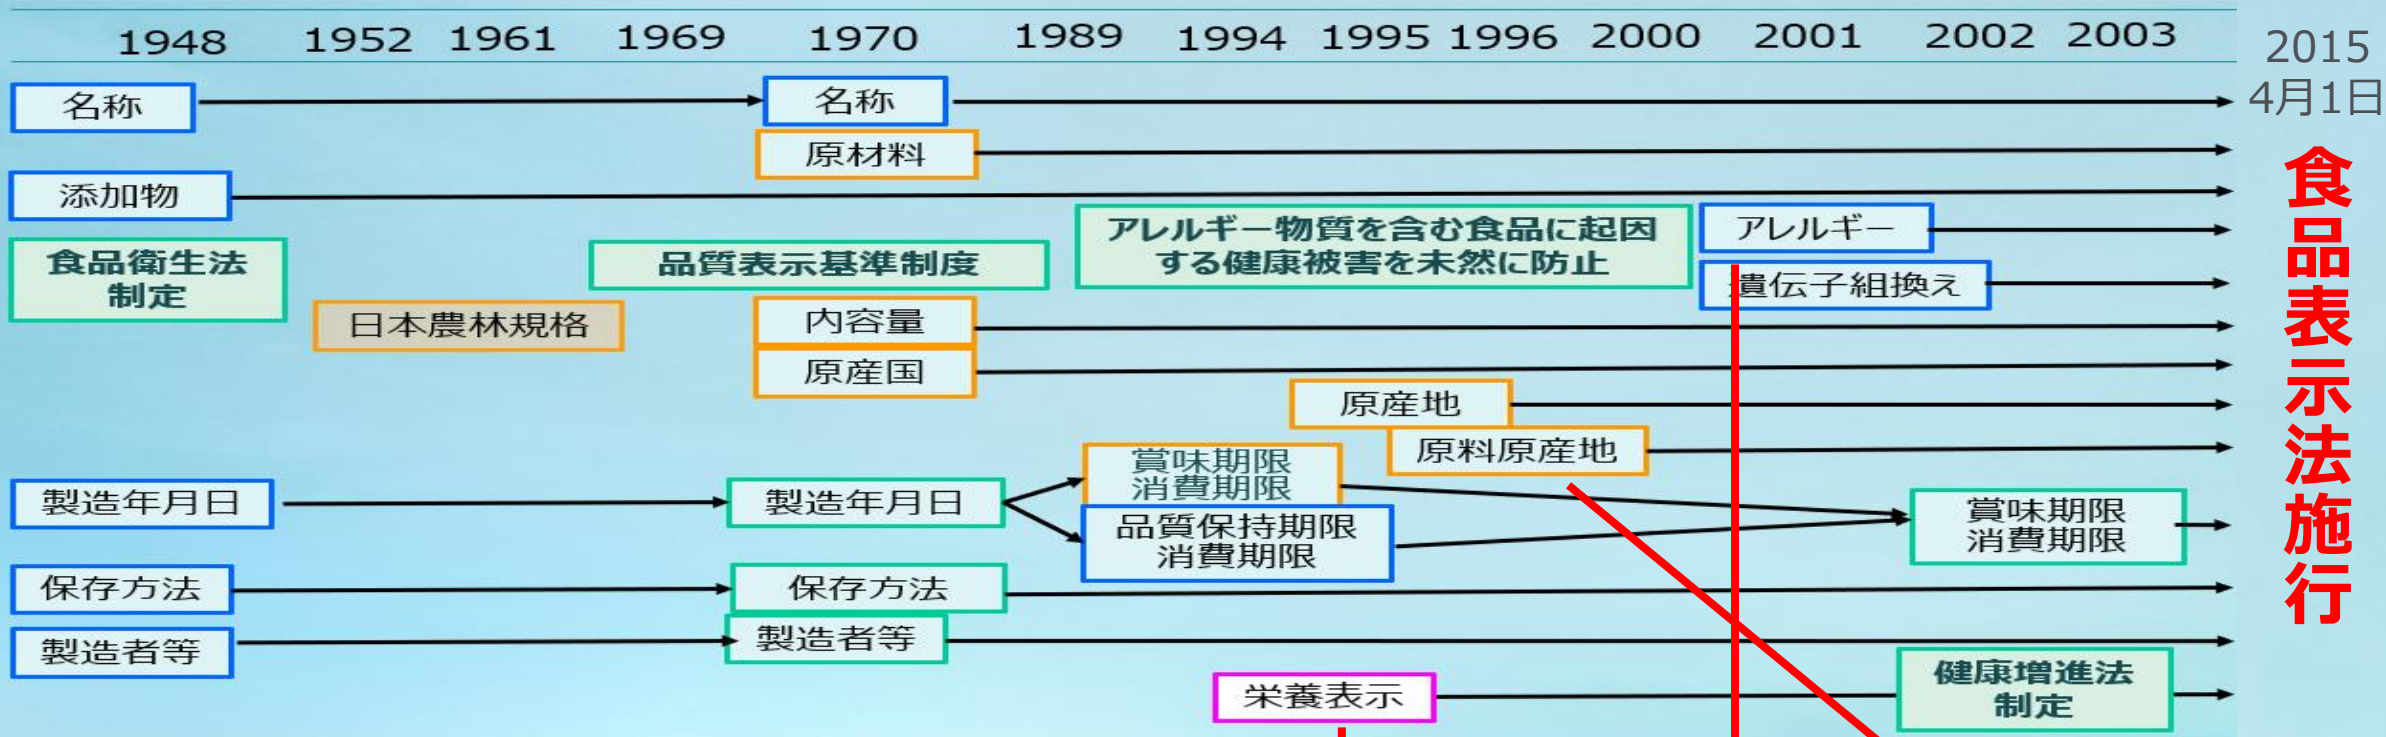 1948 1952 1961 1969 1970 1989 1994 1995 1996 2000 2001 2002 2003
2015
4月1日
食品表示法施行
名称
名称
原材料
添加物
食品衛生法
制定
品質表示基準制度
アレルギー物質を含む食品に起因
する健康被害を未然に防止
アレルギー
遺伝子組換え
日本農林規格
内容量
原産国
原産地
原料原産地
製造年月日
製造年月日
賞味期限
消費期限
品質保持期限
消費期限
賞味期限
消費期限
保存方法
保存方法
製造者等
製造者等
栄養表示
健康増進法
制定